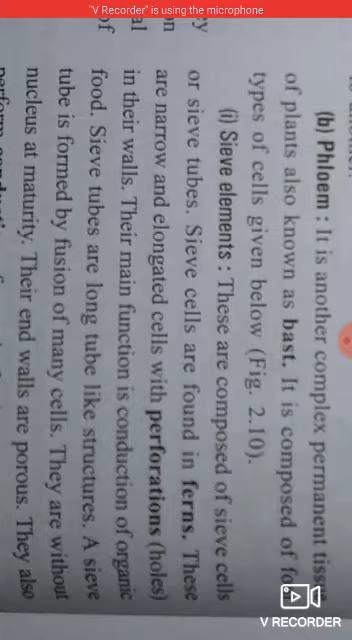 "V Recorder" is using the microphone
(b) Phloem : It is another complex permanent tissue
of plants also known as bast. It is composed of
types of cells given below (Fig. 2.10).
(i) Sieve elements : These are composed of sieve cells
or sieve tubes. Sieve cells are found in ferns. These
are narrow and elongated cells with perforations (holes)
in their walls. Their main function is conduction of organic
food. Sieve tubes are long tube like structures. A sieve
tube is formed by fusion of many cells. They are without
nucleus at maturity. Their end walls are porous. They also
V RECORDER